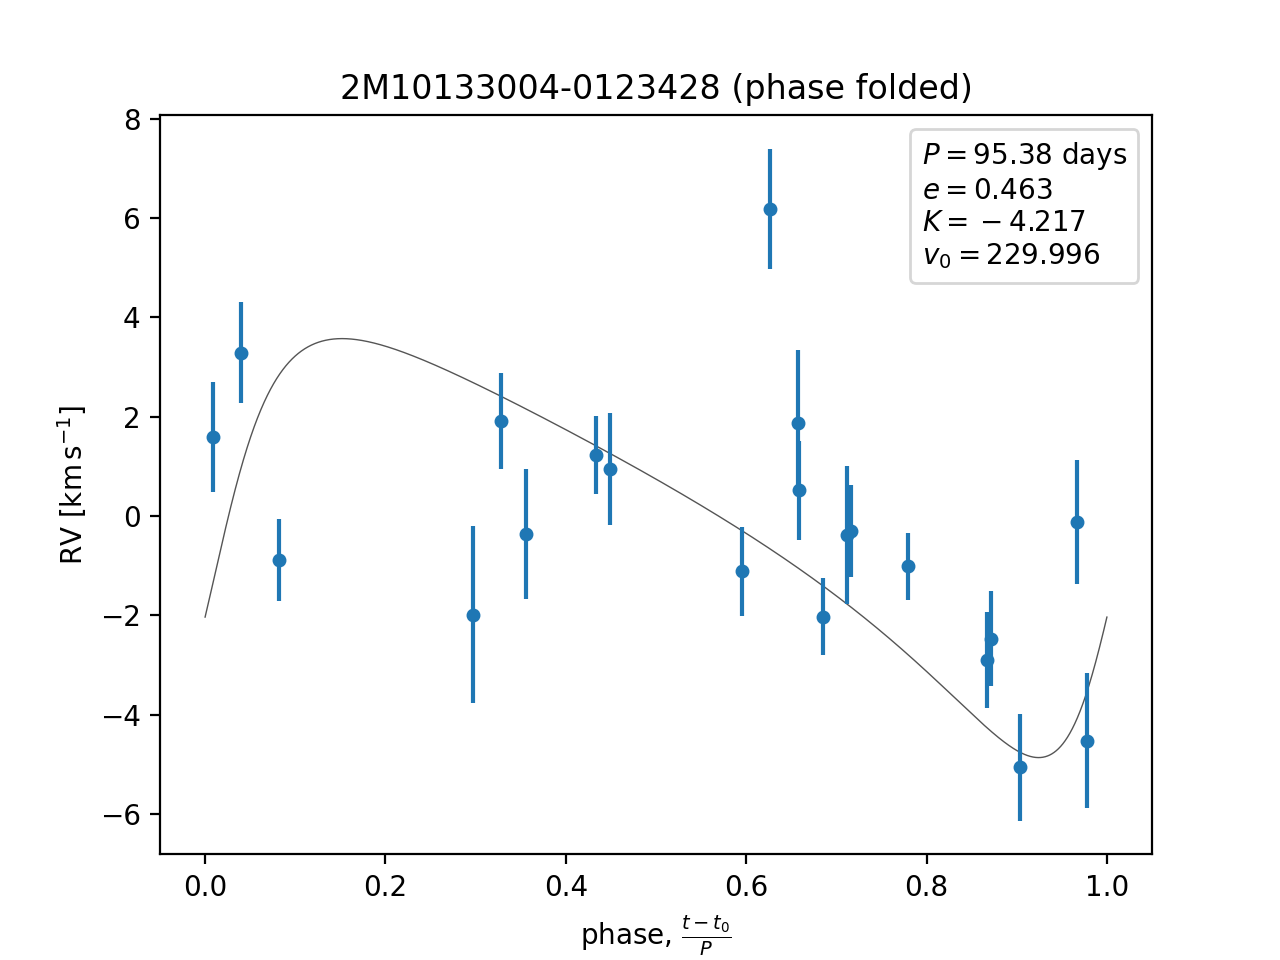 2M10133004-0123428 (phase folded)
P = 95.38 days
e = 0.463
K = −4.217
v₀ = 229.996
8
6
4
2
0
−2
−4
−6
RV [km s⁻¹]
0.0 0.2 0.4 0.6 0.8 1.0
phase, (t − t₀)/P